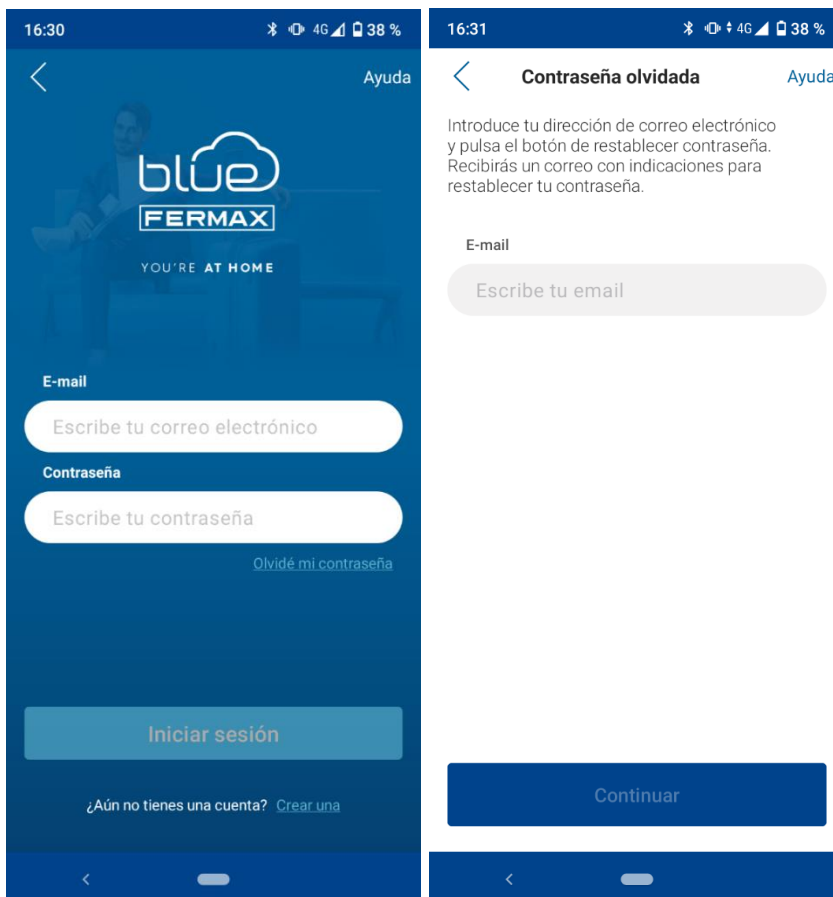 16:30 4G 38 %
Ayuda
blue
FERMAX
YOU'RE AT HOME
E-mail
Escribe tu correo electrónico
Contraseña
Escribe tu contraseña
Olvidé mi contraseña
Iniciar sesión
¿Aún no tienes una cuenta? Crear una
16:31 4G 38 %
Contraseña olvidada Ayuda
Introduce tu dirección de correo electrónico
y pulsa el botón de restablecer contraseña.
Recibirás un correo con indicaciones para
restablecer tu contraseña.
E-mail
Escribe tu email
Continuar